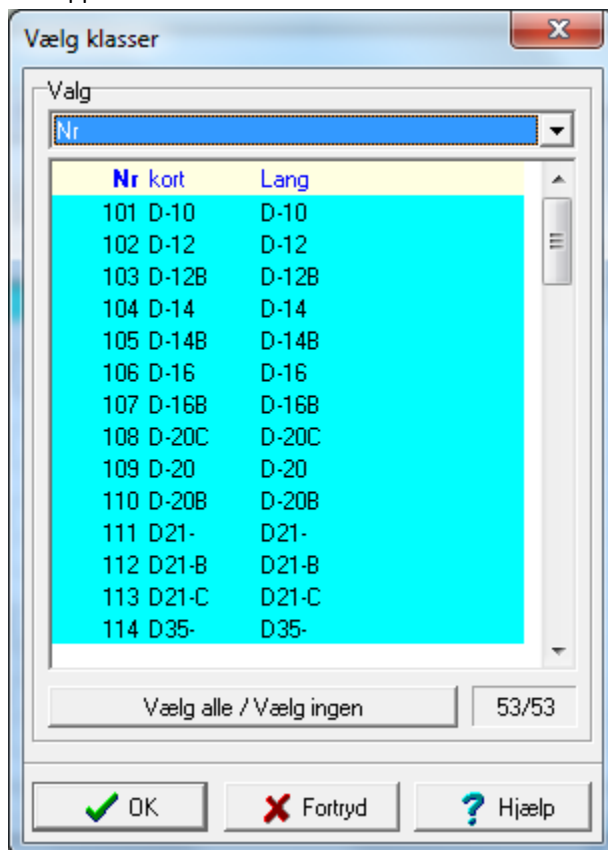 Vælg klasser
Valg
Nr
Nr kort Lang
101 D-10 D-10
102 D-12 D-12
103 D-12B D-12B
104 D-14 D-14
105 D-14B D-14B
106 D-16 D-16
107 D-16B D-16B
108 D-20C D-20C
109 D-20 D-20
110 D-20B D-20B
111 D21- D21-
112 D21-B D21-B
113 D21-C D21-C
114 D35- D35-
Vælg alle / Vælg ingen 53/53
OK Fortryd Hjælp